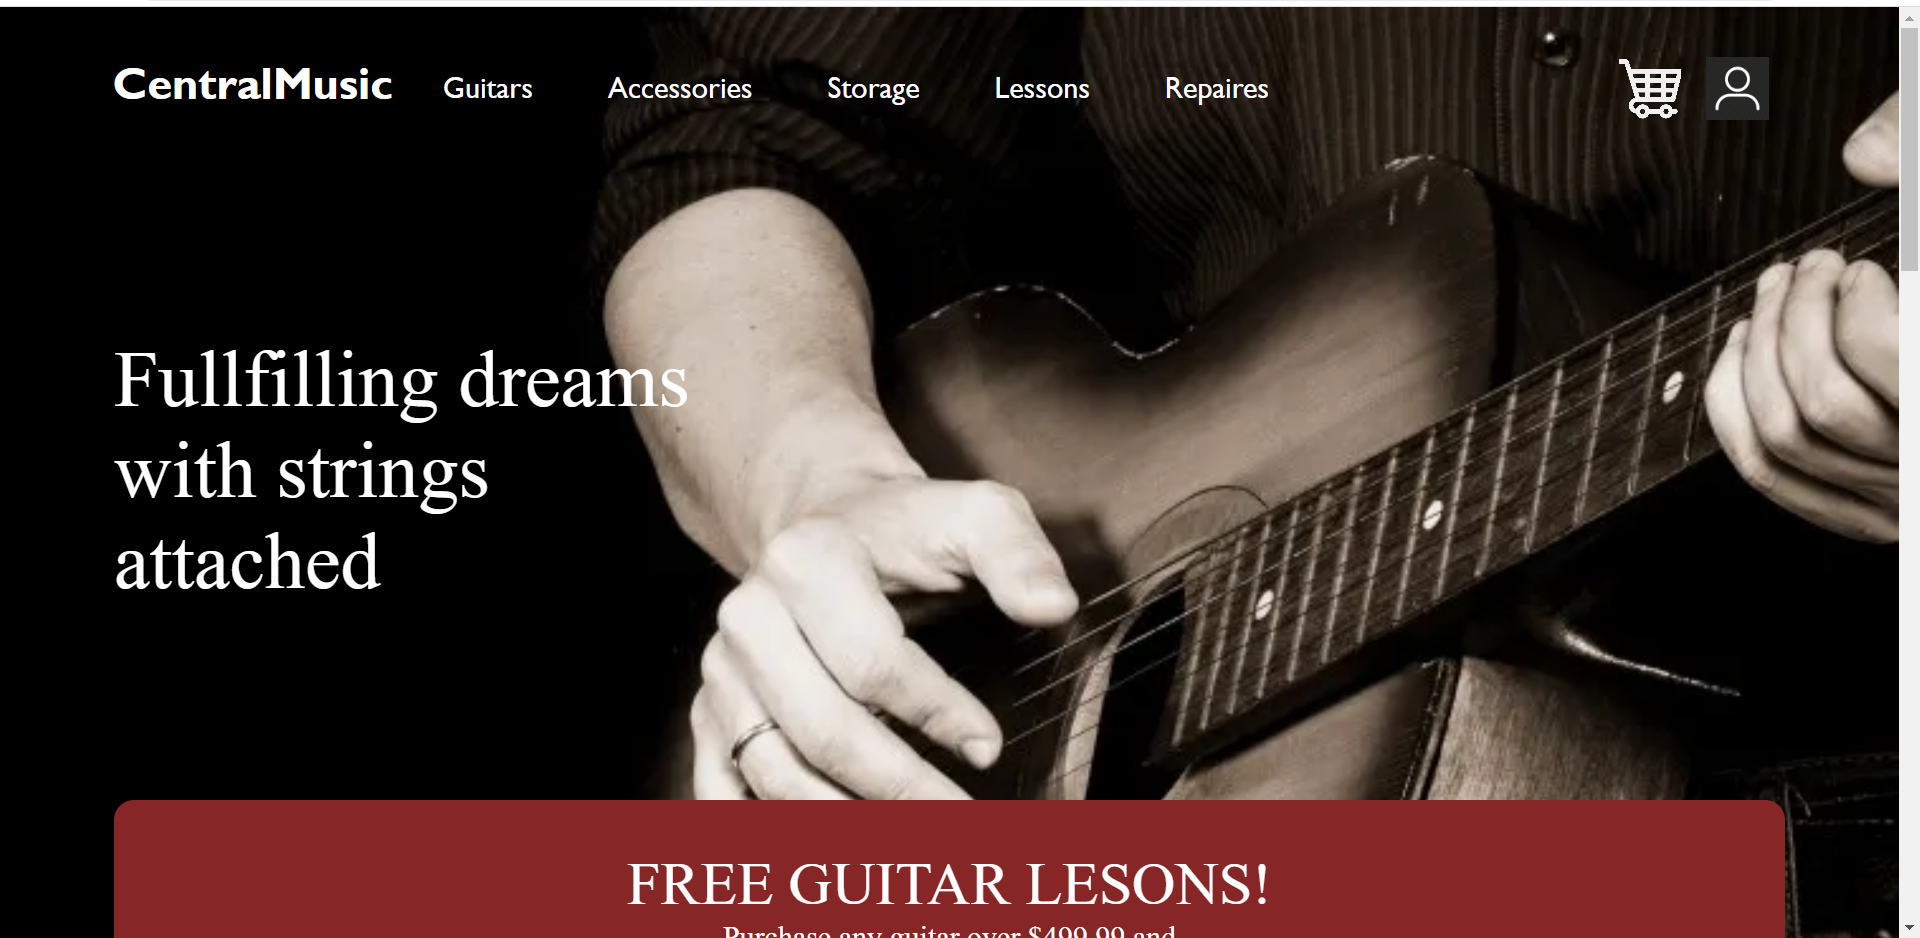 CentralMusic Guitars Accessories Storage Lessons Repaires
Fullfilling dreams
with strings
attached
FREE GUITAR LESONS!
Purchase any guitar over $499.99 and